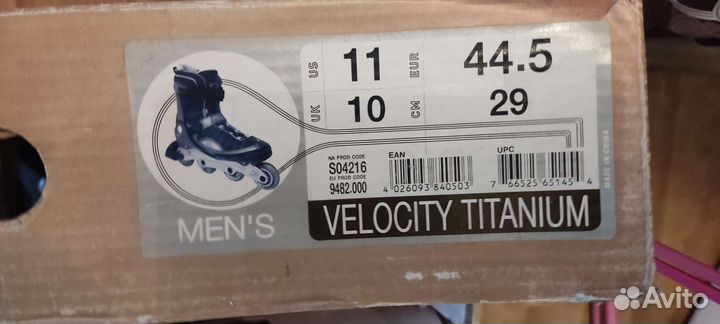 US 11 EUR 44.5
UK 10 CM 29
NA PROD CODE
S04216
EU PROD CODE
9482.000
EAN
4 026093 840503
UPC
7 66525 65145 4
MADE IN CHINA
MEN'S
VELOCITY TITANIUM
Avito